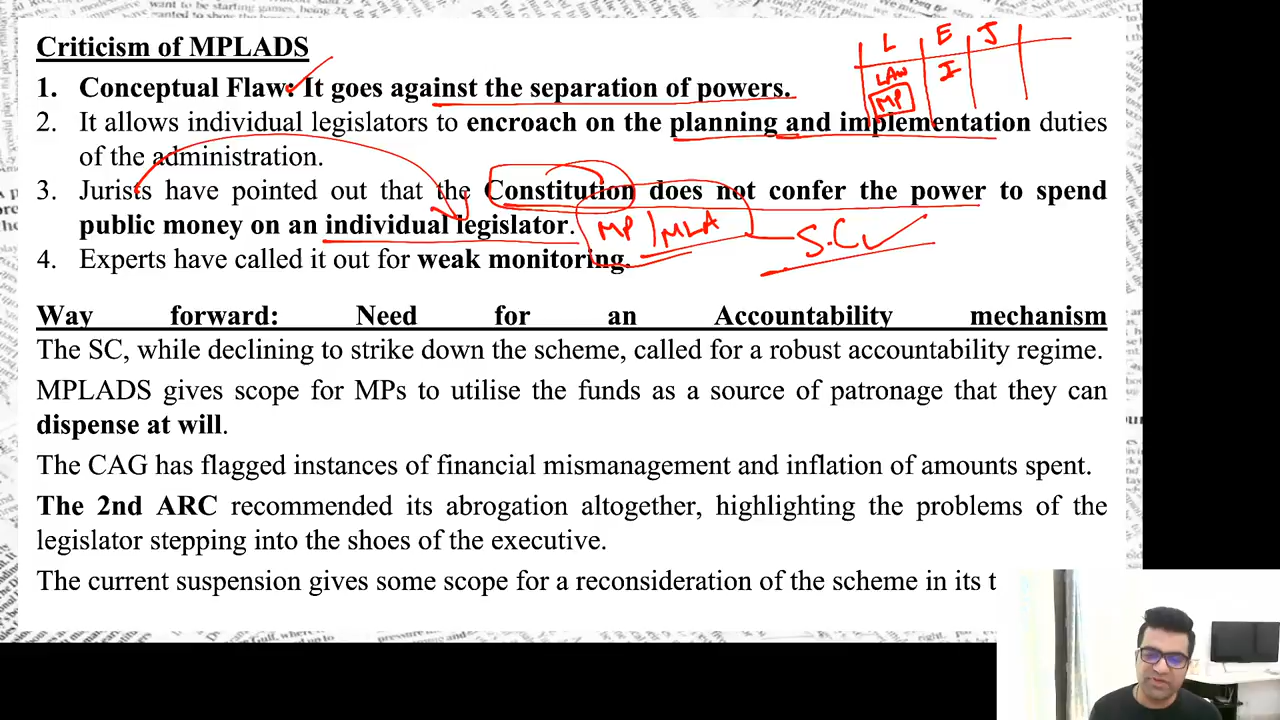 Criticism of MPLADS
1. Conceptual Flaw: It goes against the separation of powers.
2. It allows individual legislators to encroach on the planning and implementation duties
of the administration.
3. Jurists have pointed out that the Constitution does not confer the power to spend
public money on an individual legislator.
4. Experts have called it out for weak monitoring.
L E J
LAW I
MP
MP / MLA
S.C
Way forward: Need for an Accountability mechanism
The SC, while declining to strike down the scheme, called for a robust accountability regime.
MPLADS gives scope for MPs to utilise the funds as a source of patronage that they can
dispense at will.
The CAG has flagged instances of financial mismanagement and inflation of amounts spent.
The 2nd ARC recommended its abrogation altogether, highlighting the problems of the
legislator stepping into the shoes of the executive.
The current suspension gives some scope for a reconsideration of the scheme in its t